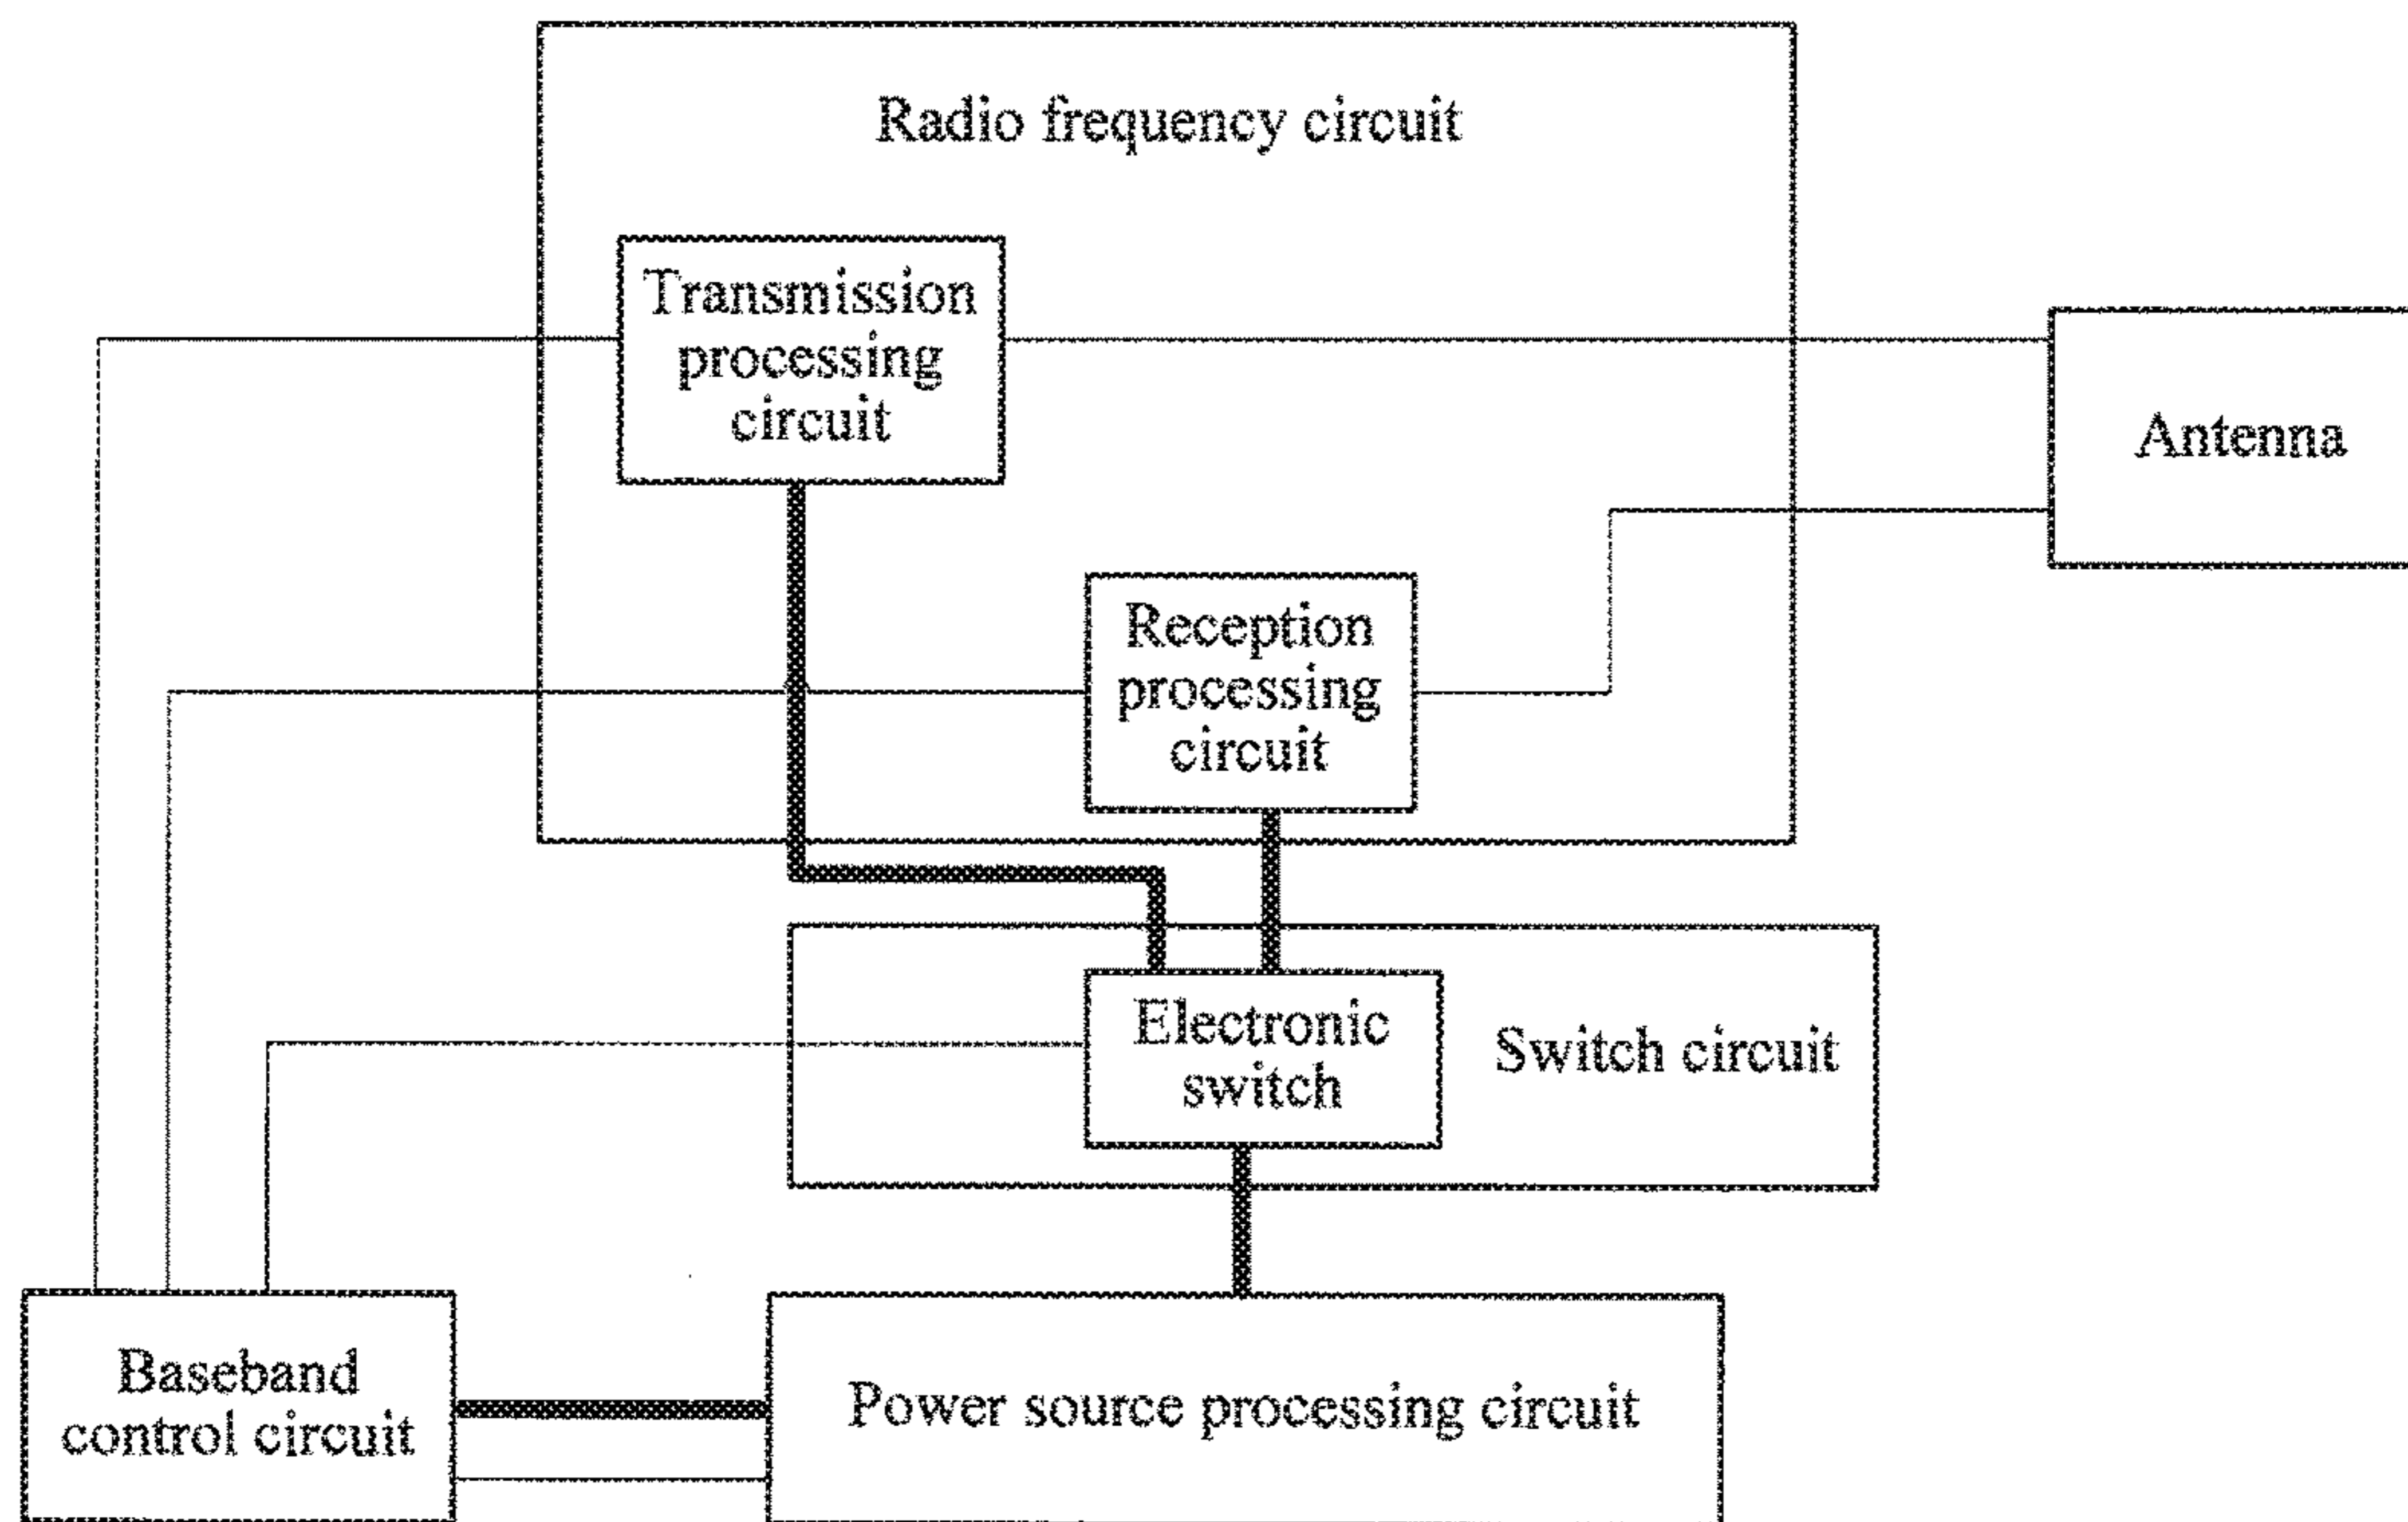 Radio frequency circuit
Transmission
processing
circuit
Antenna
Reception
processing
circuit
Electronic
switch
Switch circuit
Baseband
control circuit
Power source processing circuit